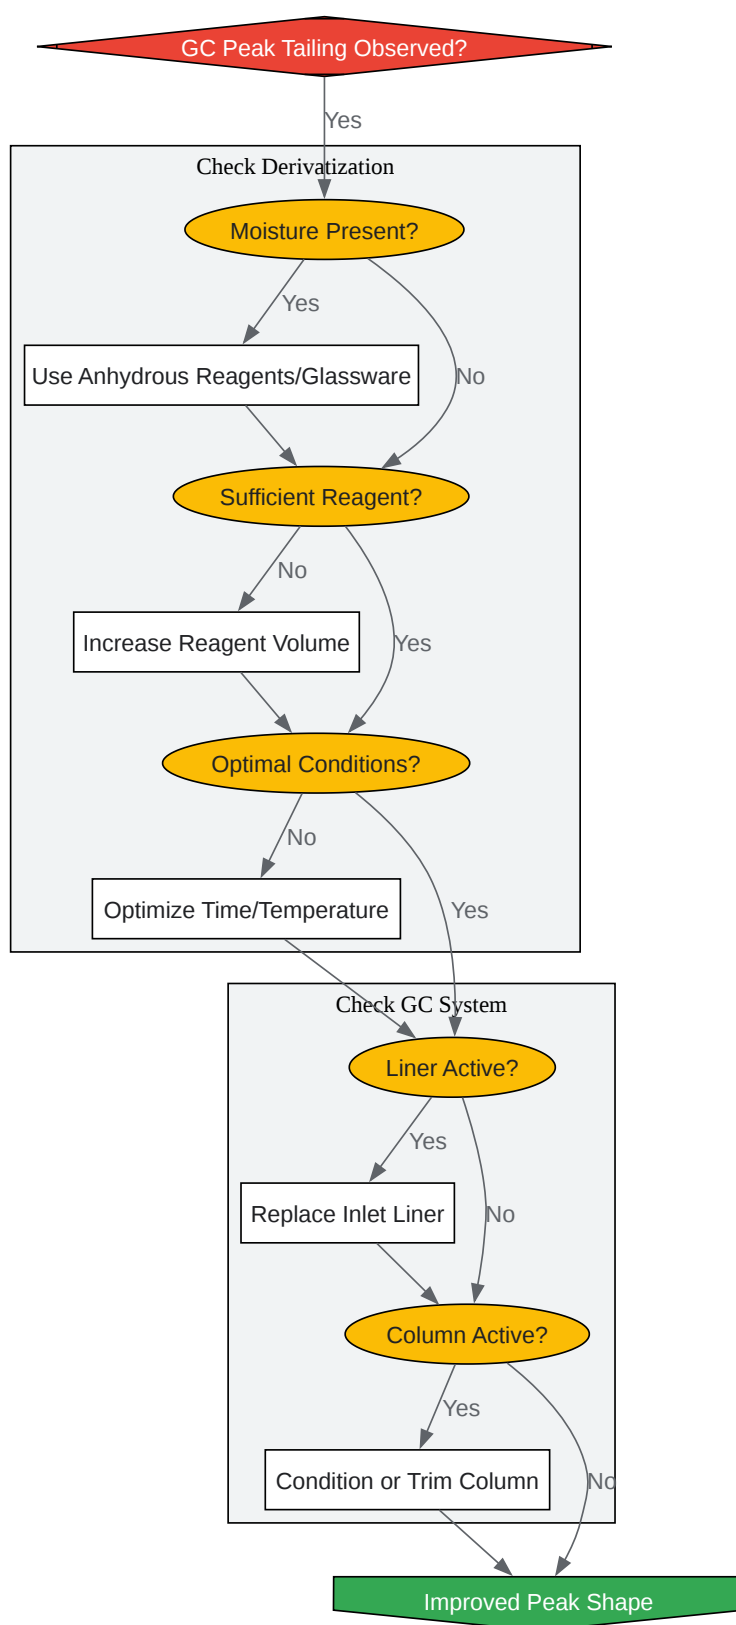 GC Peak Tailing Observed?
Yes
Check Derivatization
Moisture Present?
Yes
Use Anhydrous Reagents/Glassware
No
Sufficient Reagent?
No
Increase Reagent Volume
Yes
Optimal Conditions?
No
Optimize Time/Temperature
Yes
Check GC System
Liner Active?
Yes
Replace Inlet Liner
No
Column Active?
Yes
Condition or Trim Column
No
Improved Peak Shape